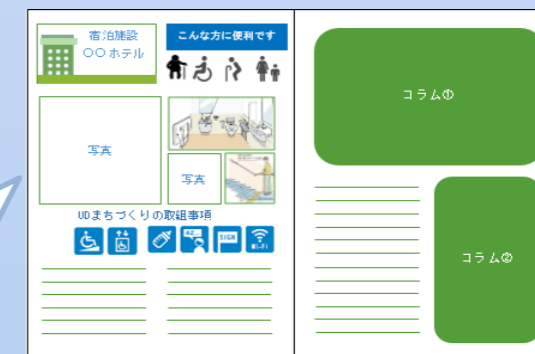 宿泊施設
〇〇ホテル
こんな方に便利です
写真
写真
UDまちづくりの取組事項
SIGN
Wi-Fi
コラム①
コラム②